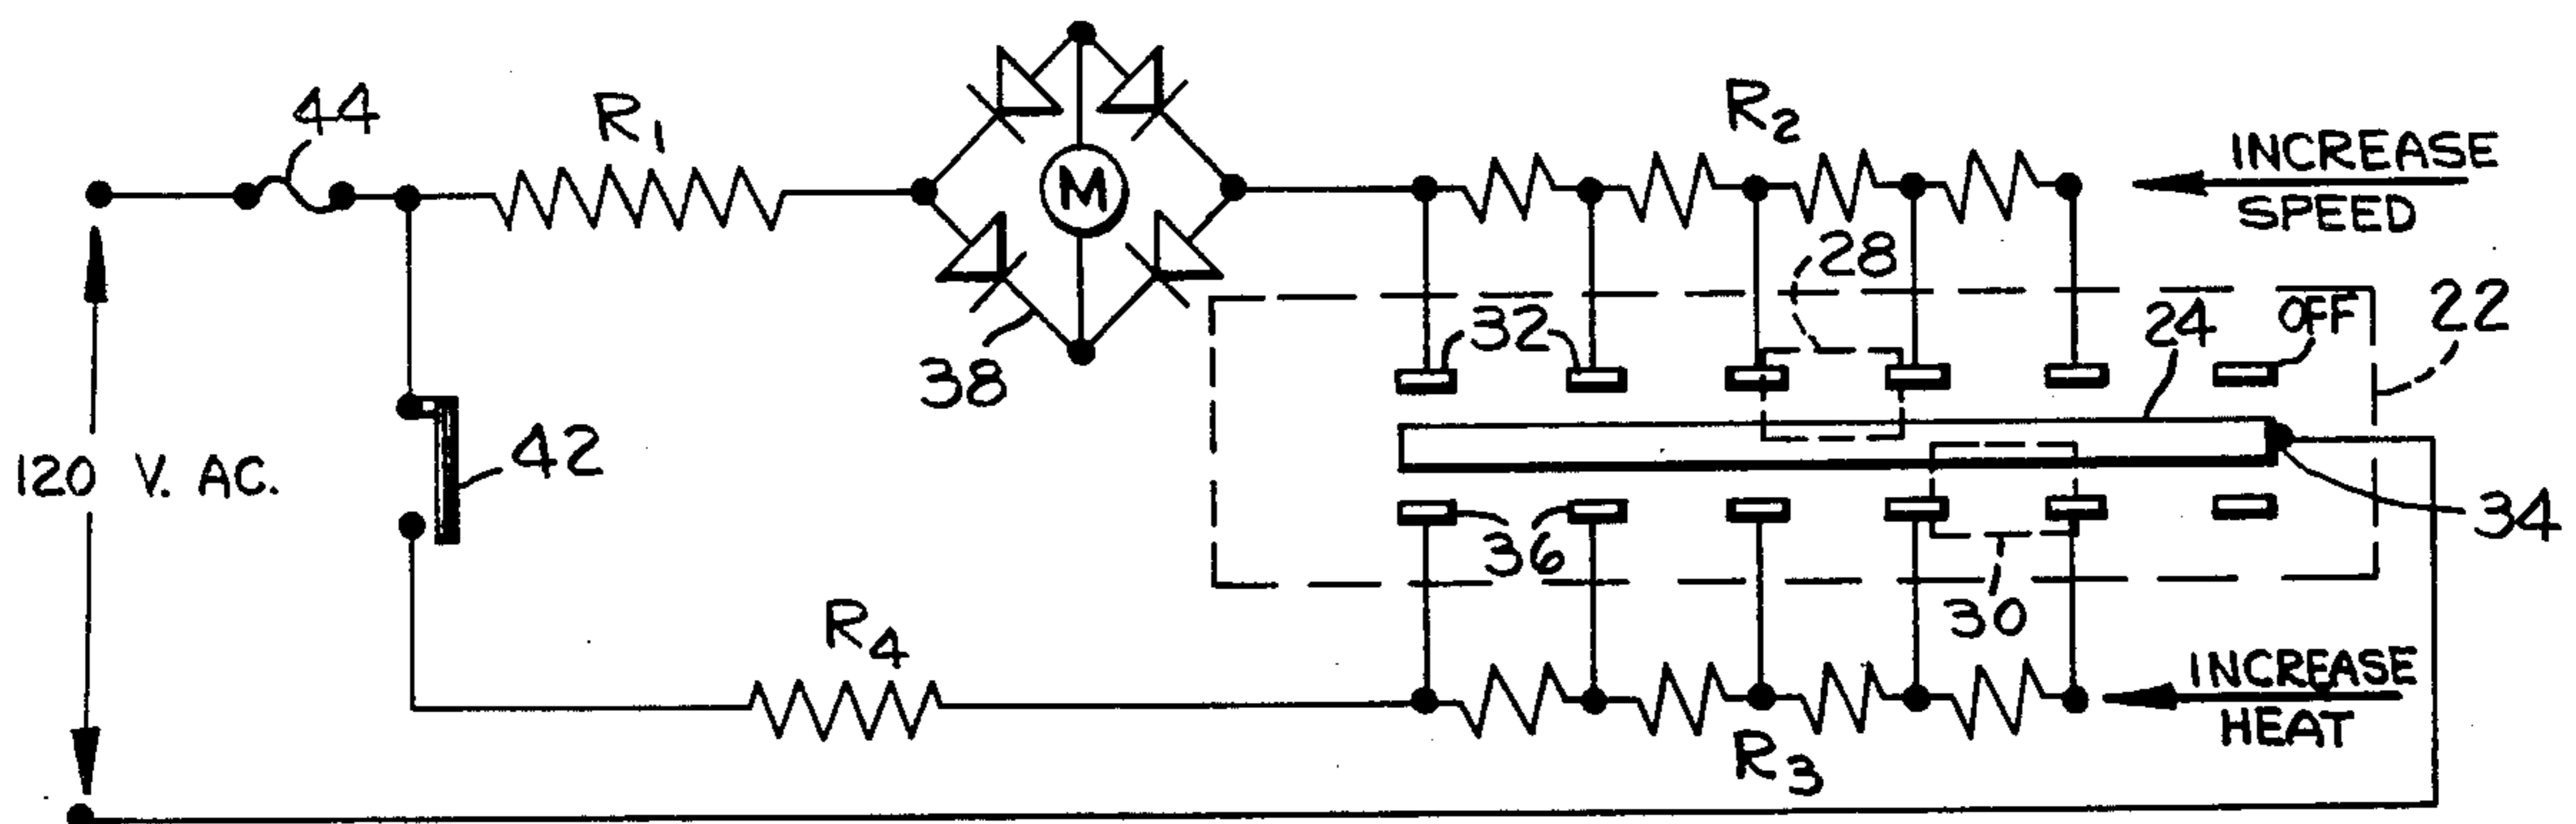 44
R1
R2
INCREASE
SPEED
28
M
32
24
OFF
22
38
120 V. AC.
42
36
34
30
R4
INCREASE
HEAT
R3